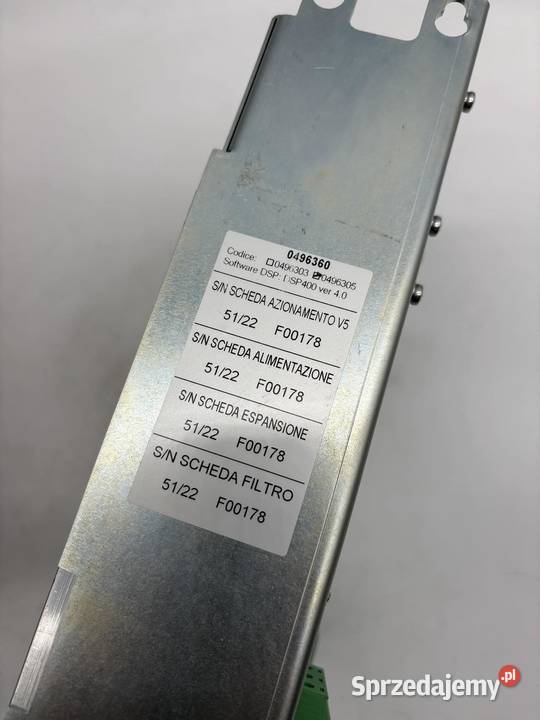 0496360
Codice: 0496303 0496305
Software DSP: DSP400 ver 4.0
S/N SCHEDA AZIONAMENTO V5
51/22 F00178
S/N SCHEDA ALIMENTAZIONE
51/22 F00178
S/N SCHEDA ESPANSIONE
51/22 F00178
S/N SCHEDA FILTRO
51/22 F00178
Sprzedajemy.pl